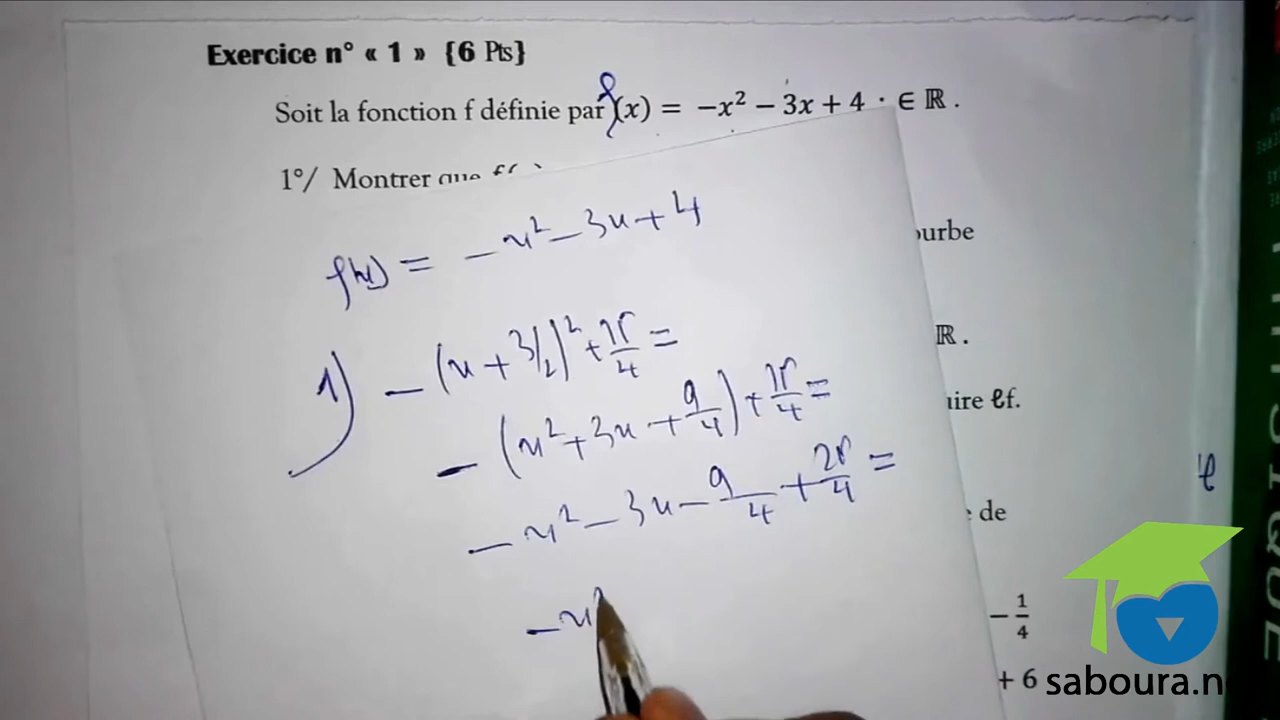 Exercice n° « 1 » {6 Pts}
Soit la fonction f définie par f(x) = −x² − 3x + 4 · ∈ ℝ .
1°/ Montrer que
ourbe
f(x) = −x² − 3x + 4
ℝ .
1) −(x + 3/2)² + 25/4 =
−(x² + 3x + 9/4) + 25/4 =
uire ℓf.
−x² − 3x − 9/4 + 25/4 =
de
−x²
− 1/4
+ 6
saboura.n